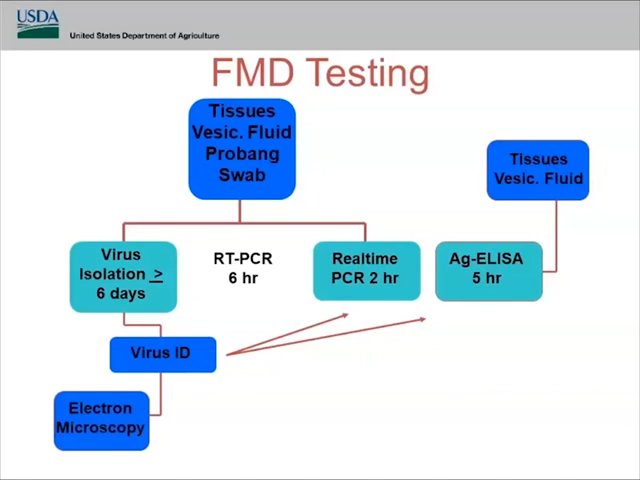 USDA
United States Department of Agriculture
FMD Testing
Tissues
Vesic. Fluid
Probang
Swab
Tissues
Vesic. Fluid
Virus
Isolation >
6 days
RT-PCR
6 hr
Realtime
PCR 2 hr
Ag-ELISA
5 hr
Virus ID
Electron
Microscopy